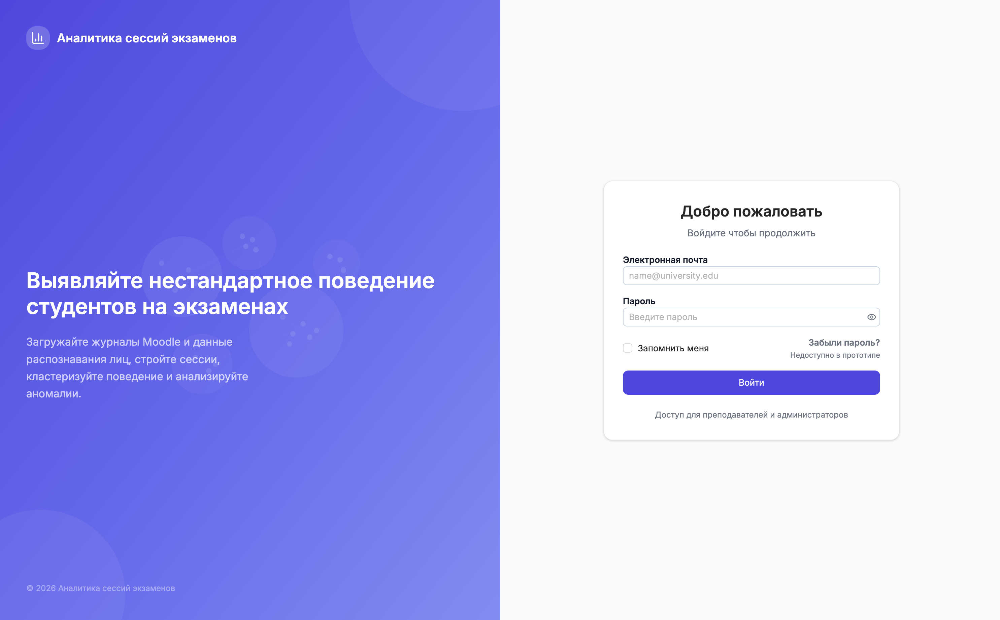 Аналитика сессий экзаменов
Выявляйте нестандартное поведение
студентов на экзаменах
Загружайте журналы Moodle и данные
распознавания лиц, стройте сессии,
кластеризуйте поведение и анализируйте
аномалии.
© 2026 Аналитика сессий экзаменов
Добро пожаловать
Войдите чтобы продолжить
Электронная почта
name@university.edu
Пароль
Введите пароль
Запомнить меня
Забыли пароль?
Недоступно в прототипе
Войти
Доступ для преподавателей и администраторов